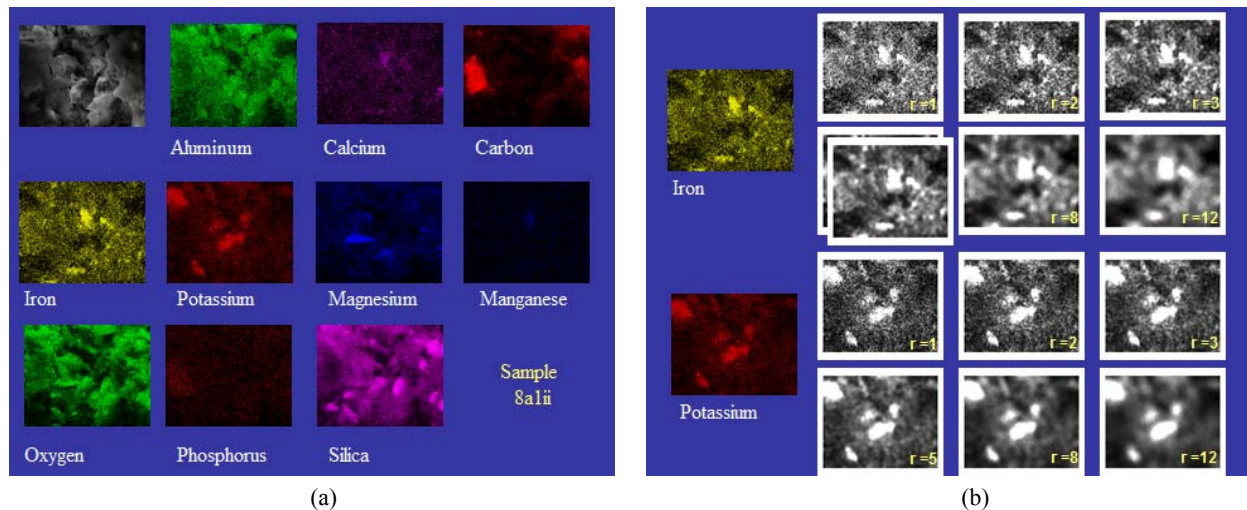 Aluminum Calcium Carbon
Iron Potassium Magnesium Manganese
Sample
8a1ii
Oxygen Phosphorus Silica
(a)
r =1 r =2 r =3
Iron
r =8 r =12
r =1 r =2 r =3
Potassium
r =5 r =8 r =12
(b)